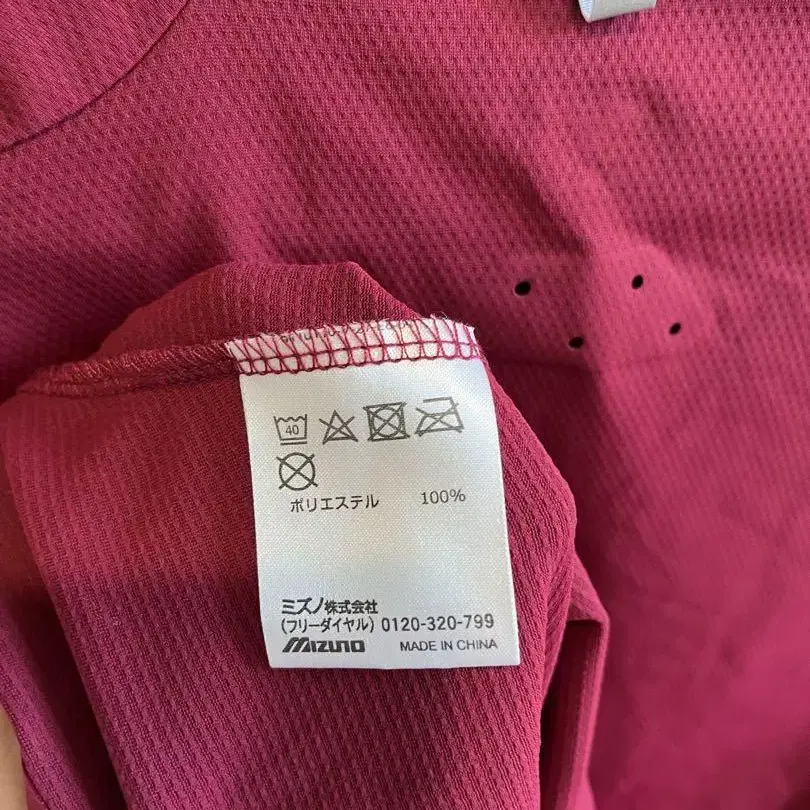 40
ポリエステル 100%
ミズノ株式会社
(フリーダイヤル) 0120-320-799
MIZUNO MADE IN CHINA